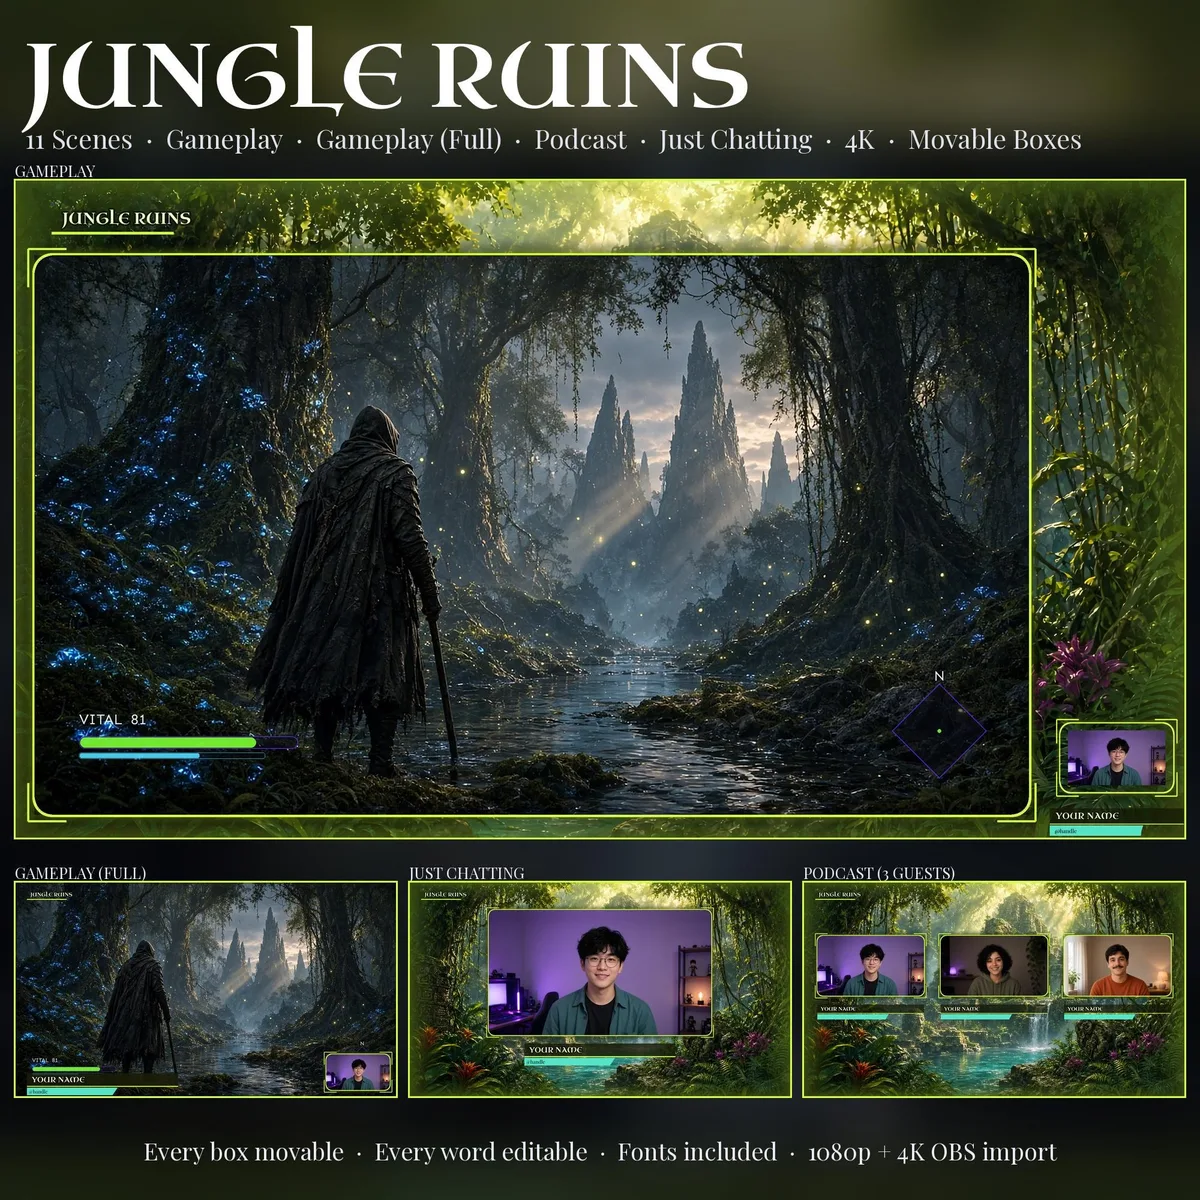 JUNGLE RUINS
11 Scenes · Gameplay · Gameplay (Full) · Podcast · Just Chatting · 4K · Movable Boxes
GAMEPLAY
JUNGLE RUINS
N
VITAL 81
YOUR NAME
@handle
GAMEPLAY (FULL)
JUST CHATTING
PODCAST (3 GUESTS)
JUNGLE RUINS
JUNGLE RUINS
JUNGLE RUINS
N
VITAL 81
YOUR NAME
@handle
YOUR NAME
@handle
YOUR NAME
YOUR NAME
YOUR NAME
Every box movable · Every word editable · Fonts included · 1080p + 4K OBS import